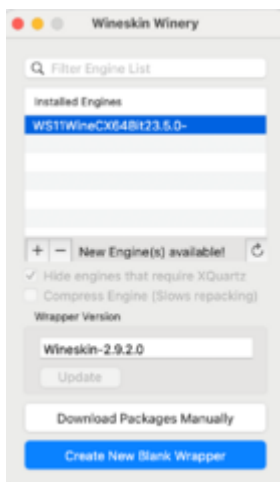 Wineskin Winery
Filter Engine List
Installed Engines
WS11WineCX64Bit23.5.0-
+ − New Engine(s) available!
Hide engines that require XQuartz
Compress Engine (Slows repacking)
Wrapper Version
Wineskin-2.9.2.0
Update
Download Packages Manually
Create New Blank Wrapper